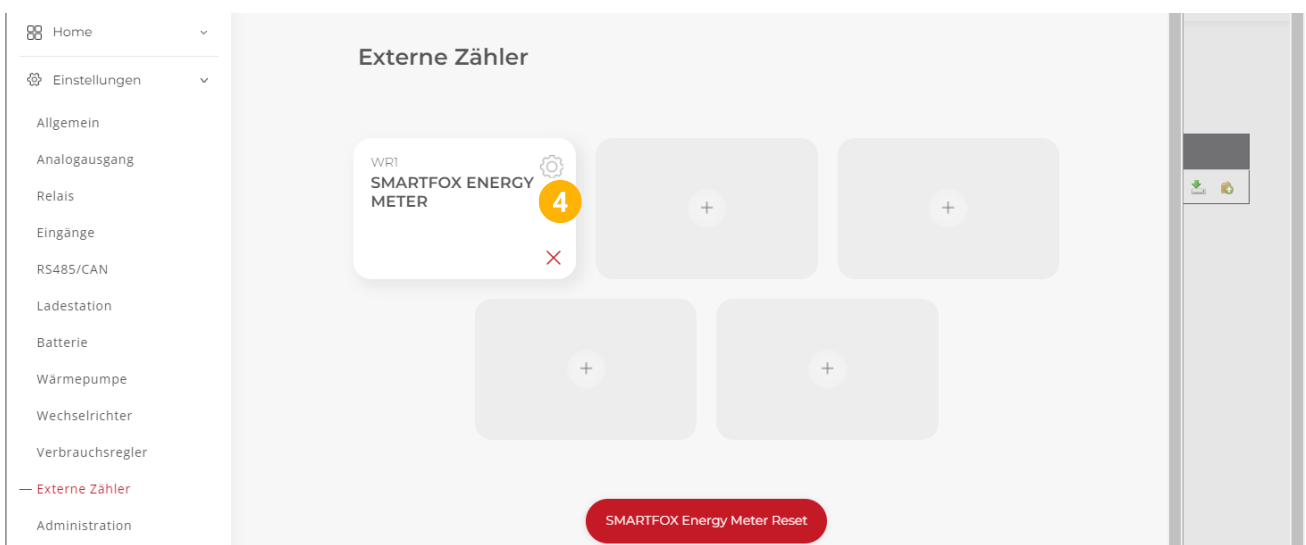 Home
Einstellungen
Allgemein
Analogausgang
Relais
Eingänge
RS485/CAN
Ladestation
Batterie
Wärmepumpe
Wechselrichter
Verbrauchsregler
Externe Zähler
Administration
Externe Zähler
WR1
SMARTFOX ENERGY
METER
4
SMARTFOX Energy Meter Reset